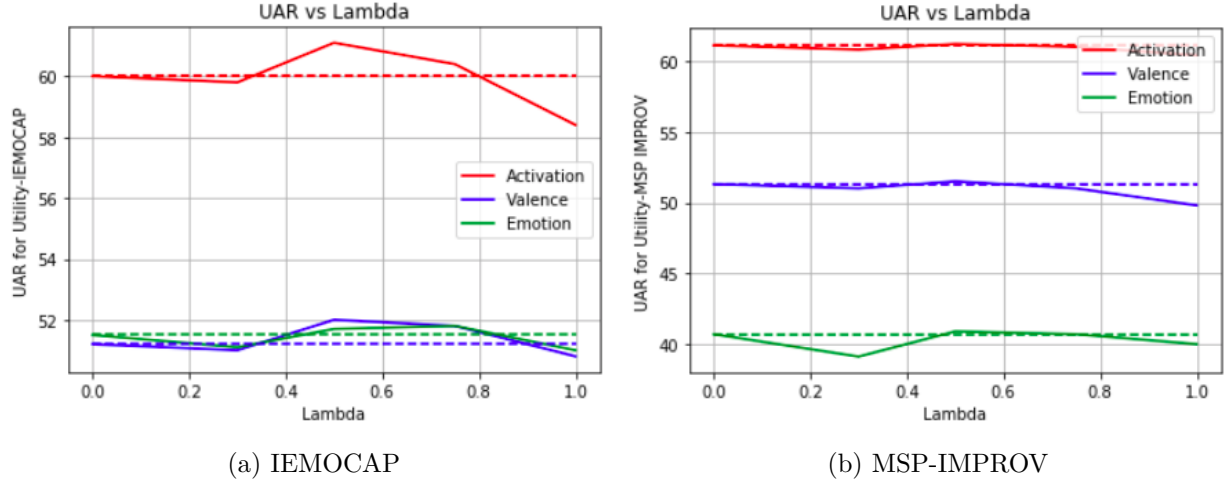 UAR vs Lambda
UAR for Utility-IEMOCAP
60
58
56
54
52
Activation
Valence
Emotion
0.0 0.2 0.4 0.6 0.8 1.0
Lambda
(a) IEMOCAP
UAR vs Lambda
UAR for Utility-MSP IMPROV
60
55
50
45
40
Activation
Valence
Emotion
0.0 0.2 0.4 0.6 0.8 1.0
Lambda
(b) MSP-IMPROV